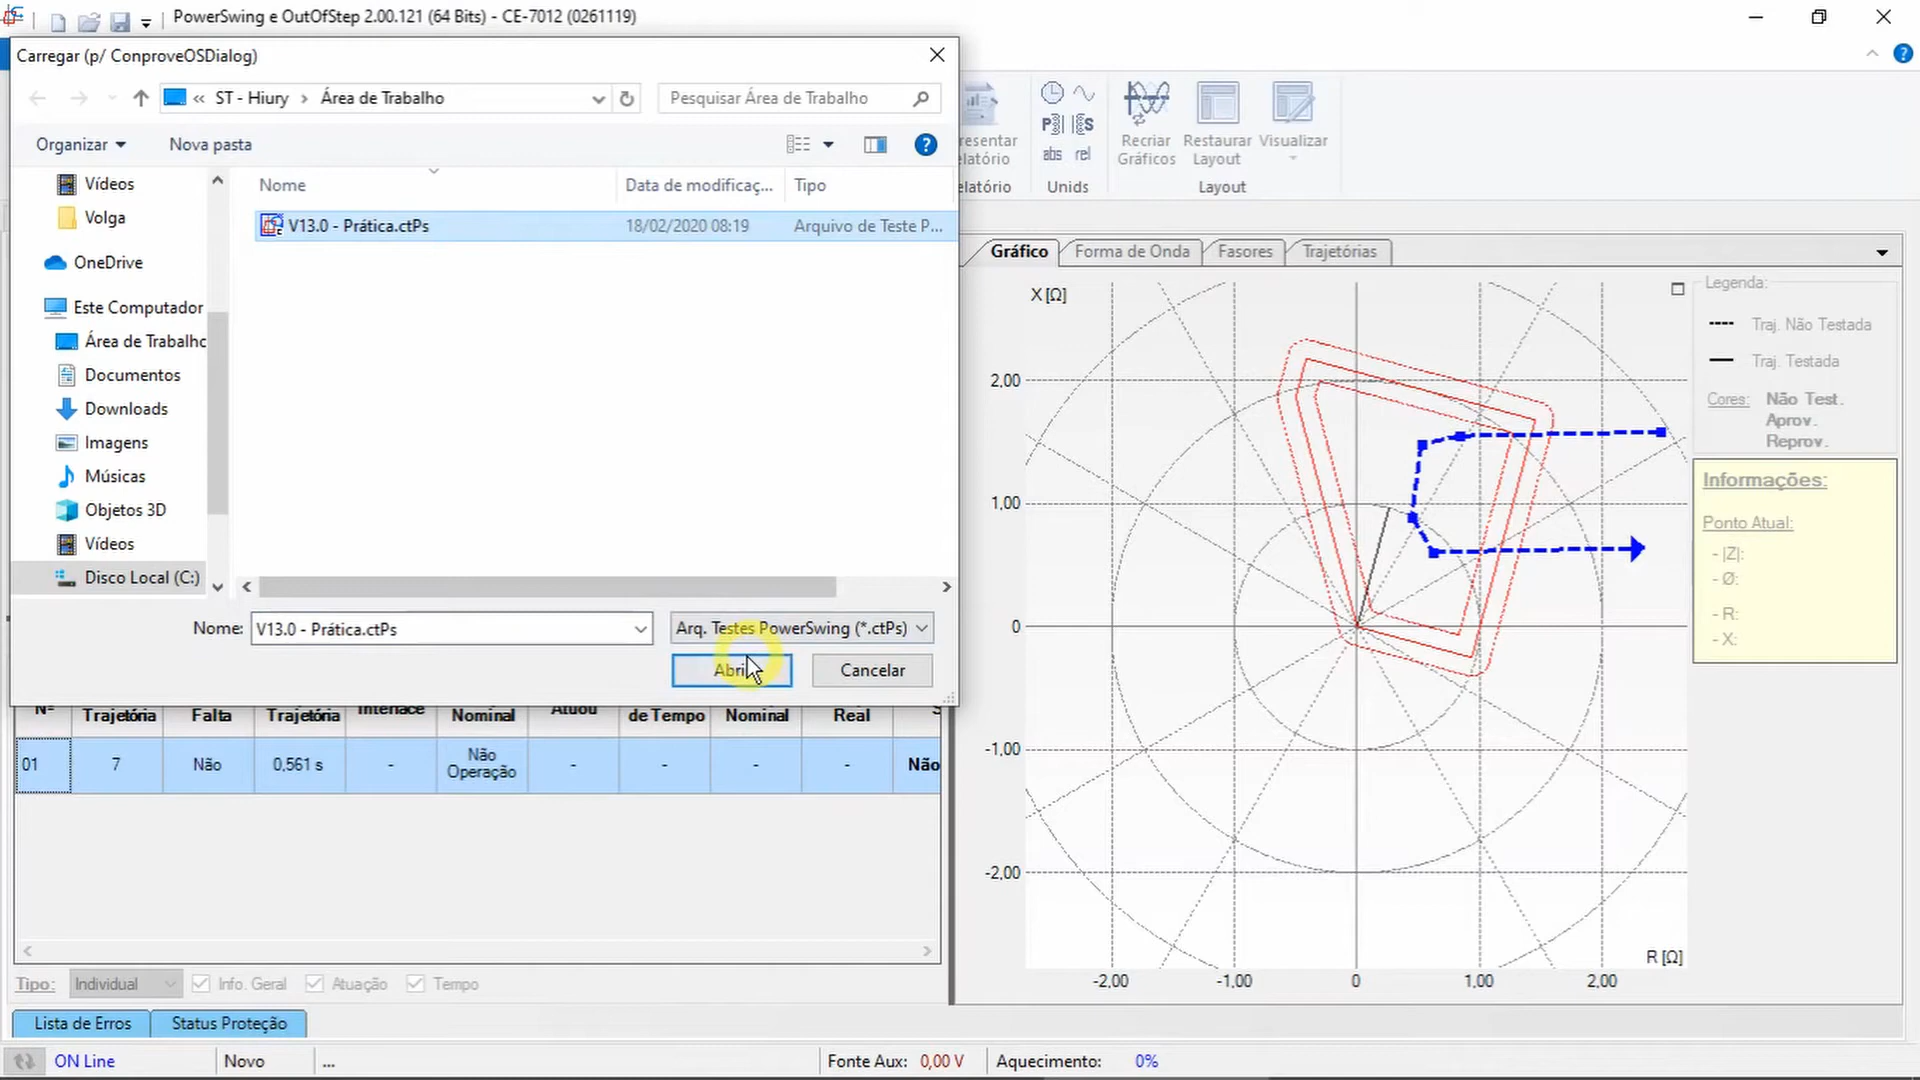 PowerSwing e OutOfStep 2.00.121 (64 Bits) - CE-7012 (0261119)
Carregar (p/ ConproveOSDialog)
« ST - Hiury › Área de Trabalho
Pesquisar Área de Trabalho
Organizar
Nova pasta
Vídeos
Volga
OneDrive
Este Computador
Área de Trabalho
Documentos
Downloads
Imagens
Músicas
Objetos 3D
Vídeos
Disco Local (C:)
Nome
Data de modificaç...
Tipo
V13.0 - Prática.ctPs
18/02/2020 08:19
Arquivo de Teste P...
Nome:
V13.0 - Prática.ctPs
Arq. Testes PowerSwing (*.ctPs)
Abri
Cancelar
resentar
elatório
elatório
abs
rel
Unids
Recriar
Gráficos
Restaurar
Layout
Visualizar
Layout
Gráfico
Forma de Onda
Fasores
Trajetórias
X [Ω]
2,00
1,00
0
-1,00
-2,00
-2,00
-1,00
0
1,00
2,00
R [Ω]
Legenda:
Traj. Não Testada
Traj. Testada
Cores:
Não Test.
Aprov.
Reprov.
Informações:
Ponto Atual:
- |Z|:
- Ø:
- R:
- X:
Nº
Trajetória
Falta
Trajetória
Interface
Nominal
Atuou
de Tempo
Nominal
Real
S
01
7
Não
0,561 s
-
Não
Operação
-
-
-
-
Não
Tipo:
Individual
Info. Geral
Atuação
Tempo
Lista de Erros
Status Proteção
ON Line
Novo
...
Fonte Aux:
0,00 V
Aquecimento:
0%